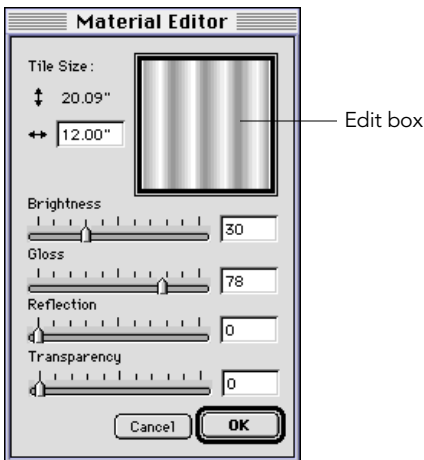 Material Editor
Tile Size:
20.09"
12.00"
Edit box
Brightness
30
Gloss
78
Reflection
0
Transparency
0
Cancel OK